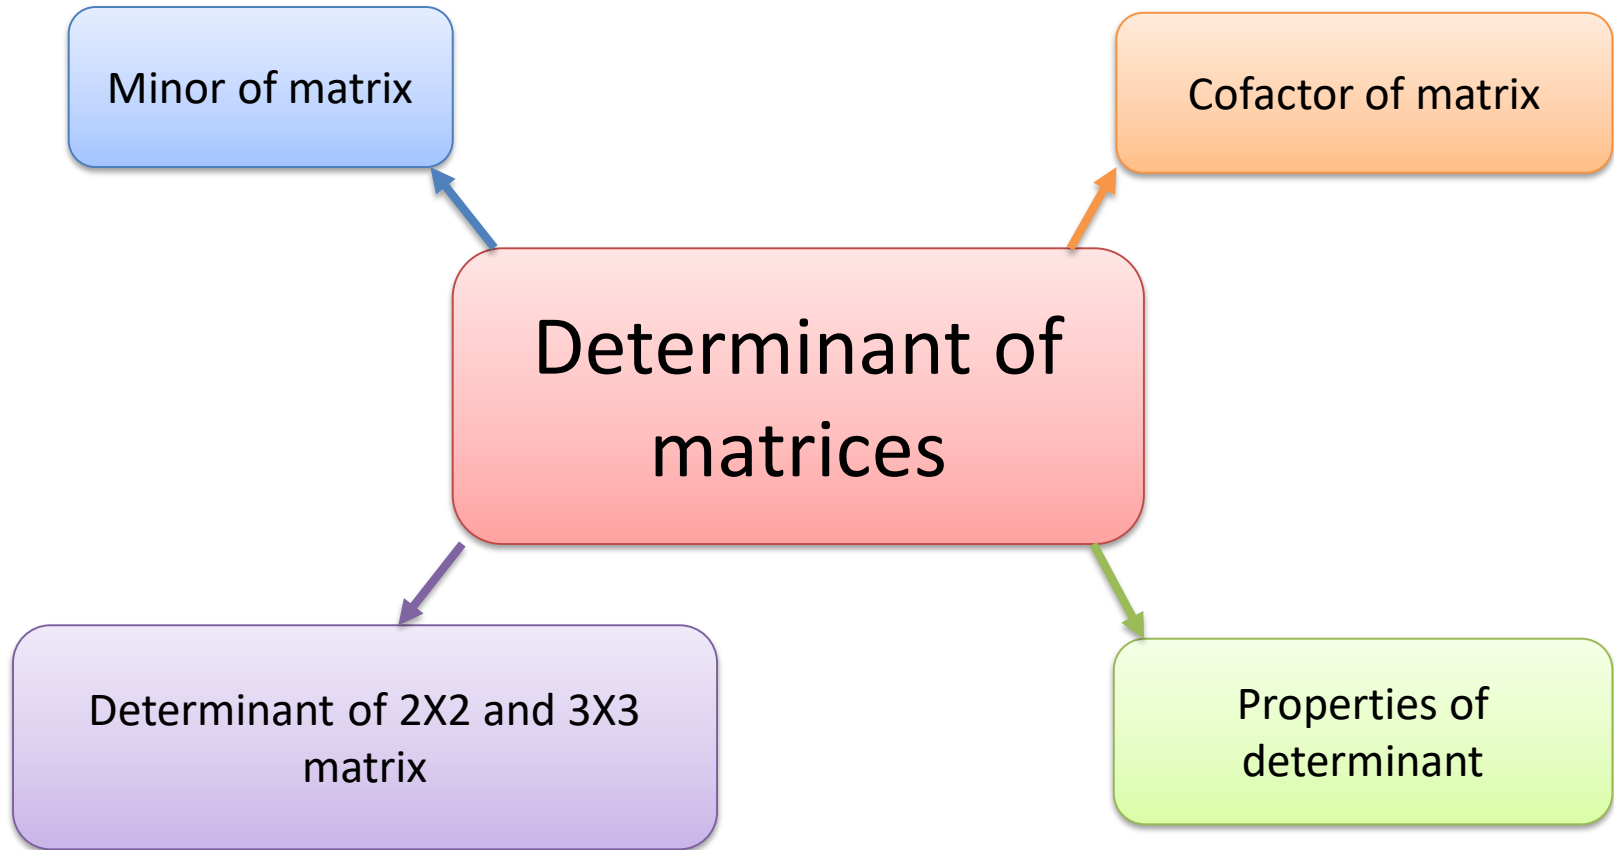 Minor of matrix
Cofactor of matrix
Determinant of
matrices
Determinant of 2X2 and 3X3
matrix
Properties of
determinant